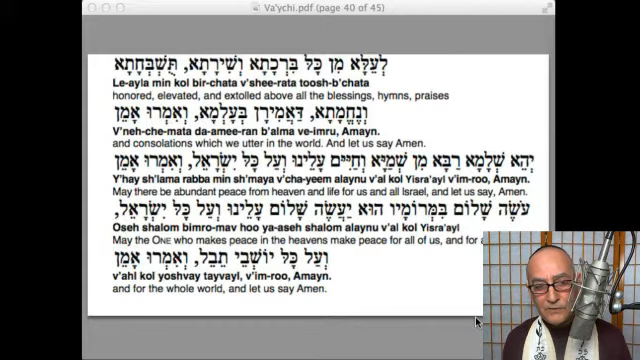 Va'ychi.pdf (page 40 of 45)
לְעֵלָּא מִן כָּל בִּרְכָתָא וְשִׁירָתָא, תֻּשְׁבְּחָתָא
Le-ayla min kol bir-chata v'shee-rata toosh-b'chata
honored, elevated, and extolled above all the blessings, hymns, praises
וְנֶחֱמָתָא, דַּאֲמִירָן בְּעָלְמָא, וְאִמְרוּ אָמֵן
V'neh-che-mata da-amee-ran b'alma ve-imru, Amayn.
and consolations which we utter in the world. And let us say Amen.
יְהֵא שְׁלָמָא רַבָּא מִן שְׁמַיָּא וְחַיִּים עָלֵינוּ וְעַל כָּל יִשְׂרָאֵל, וְאִמְרוּ אָמֵן
Y'hay sh'lama rabba min sh'maya v'cha-yeem alaynu v'al kol Yisra'ayl v'im-roo, Amayn.
May there be abundant peace from heaven and life for us and all Israel, and let us say, Amen.
עֹשֶׂה שָׁלוֹם בִּמְרוֹמָיו הוּא יַעֲשֶׂה שָׁלוֹם עָלֵינוּ וְעַל כָּל יִשְׂרָאֵל,
Oseh shalom bimro-mav hoo ya-aseh shalom alaynu v'al kol Yisra'ayl
May the ONE who makes peace in the heavens make peace for all of us, and for a
וְעַל כָּל יוֹשְׁבֵי תֵבֵל, וְאִמְרוּ אָמֵן
v'ahl kol yoshvay tayvayl, v'im-roo, Amayn.
and for the whole world, and let us say Amen.